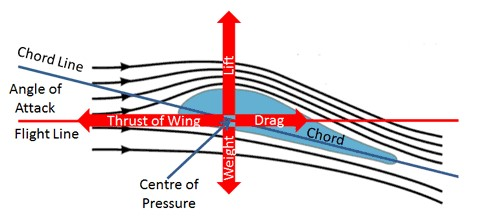 Chord Line
Lift
Angle of
Attack
Thrust of Wing
Drag
Flight Line
Chord
Weight
Centre of
Pressure